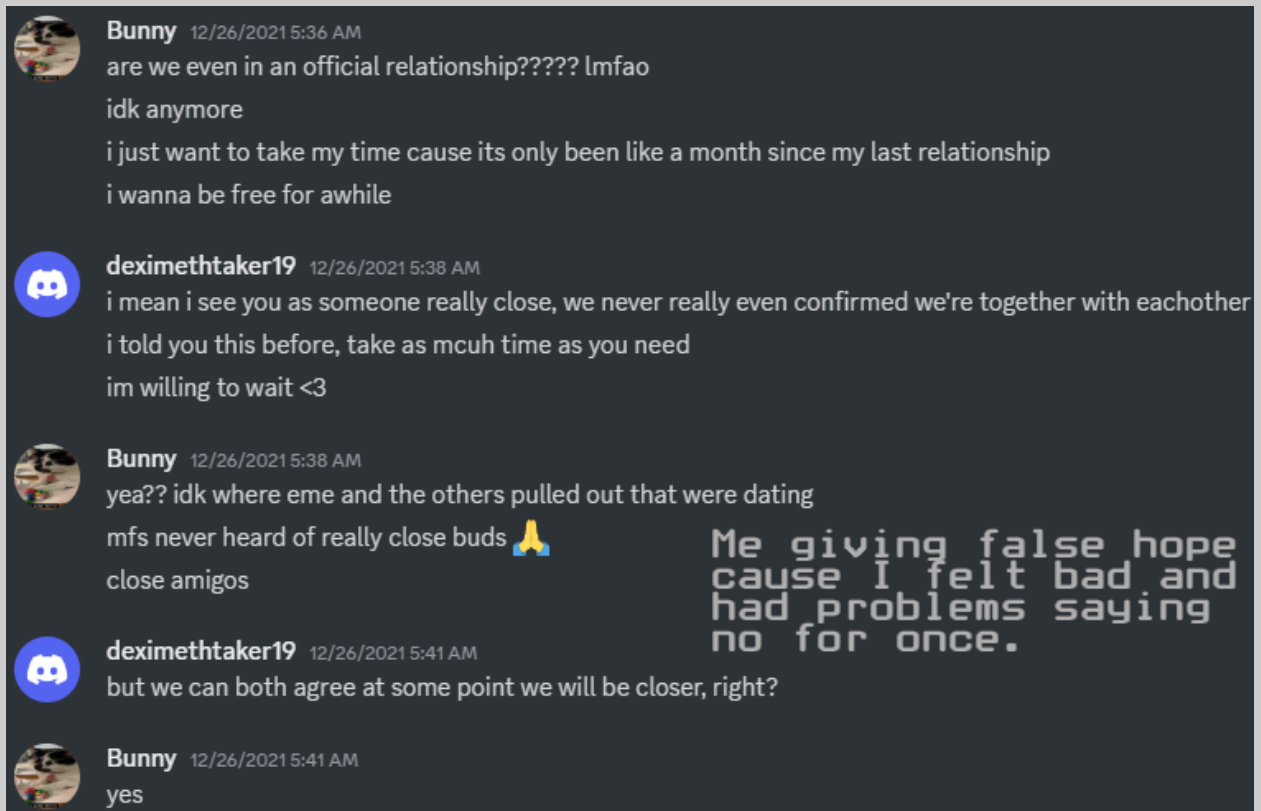 Bunny 12/26/2021 5:36 AM
are we even in an official relationship????? lmfao
idk anymore
i just want to take my time cause its only been like a month since my last relationship
i wanna be free for awhile
deximethtaker19 12/26/2021 5:38 AM
i mean i see you as someone really close, we never really even confirmed we're together with eachother
i told you this before, take as mcuh time as you need
im willing to wait <3
Bunny 12/26/2021 5:38 AM
yea?? idk where eme and the others pulled out that were dating
mfs never heard of really close buds 🙏
close amigos
Me giving false hope
cause I felt bad and
had problems saying
no for once.
deximethtaker19 12/26/2021 5:41 AM
but we can both agree at some point we will be closer, right?
Bunny 12/26/2021 5:41 AM
yes